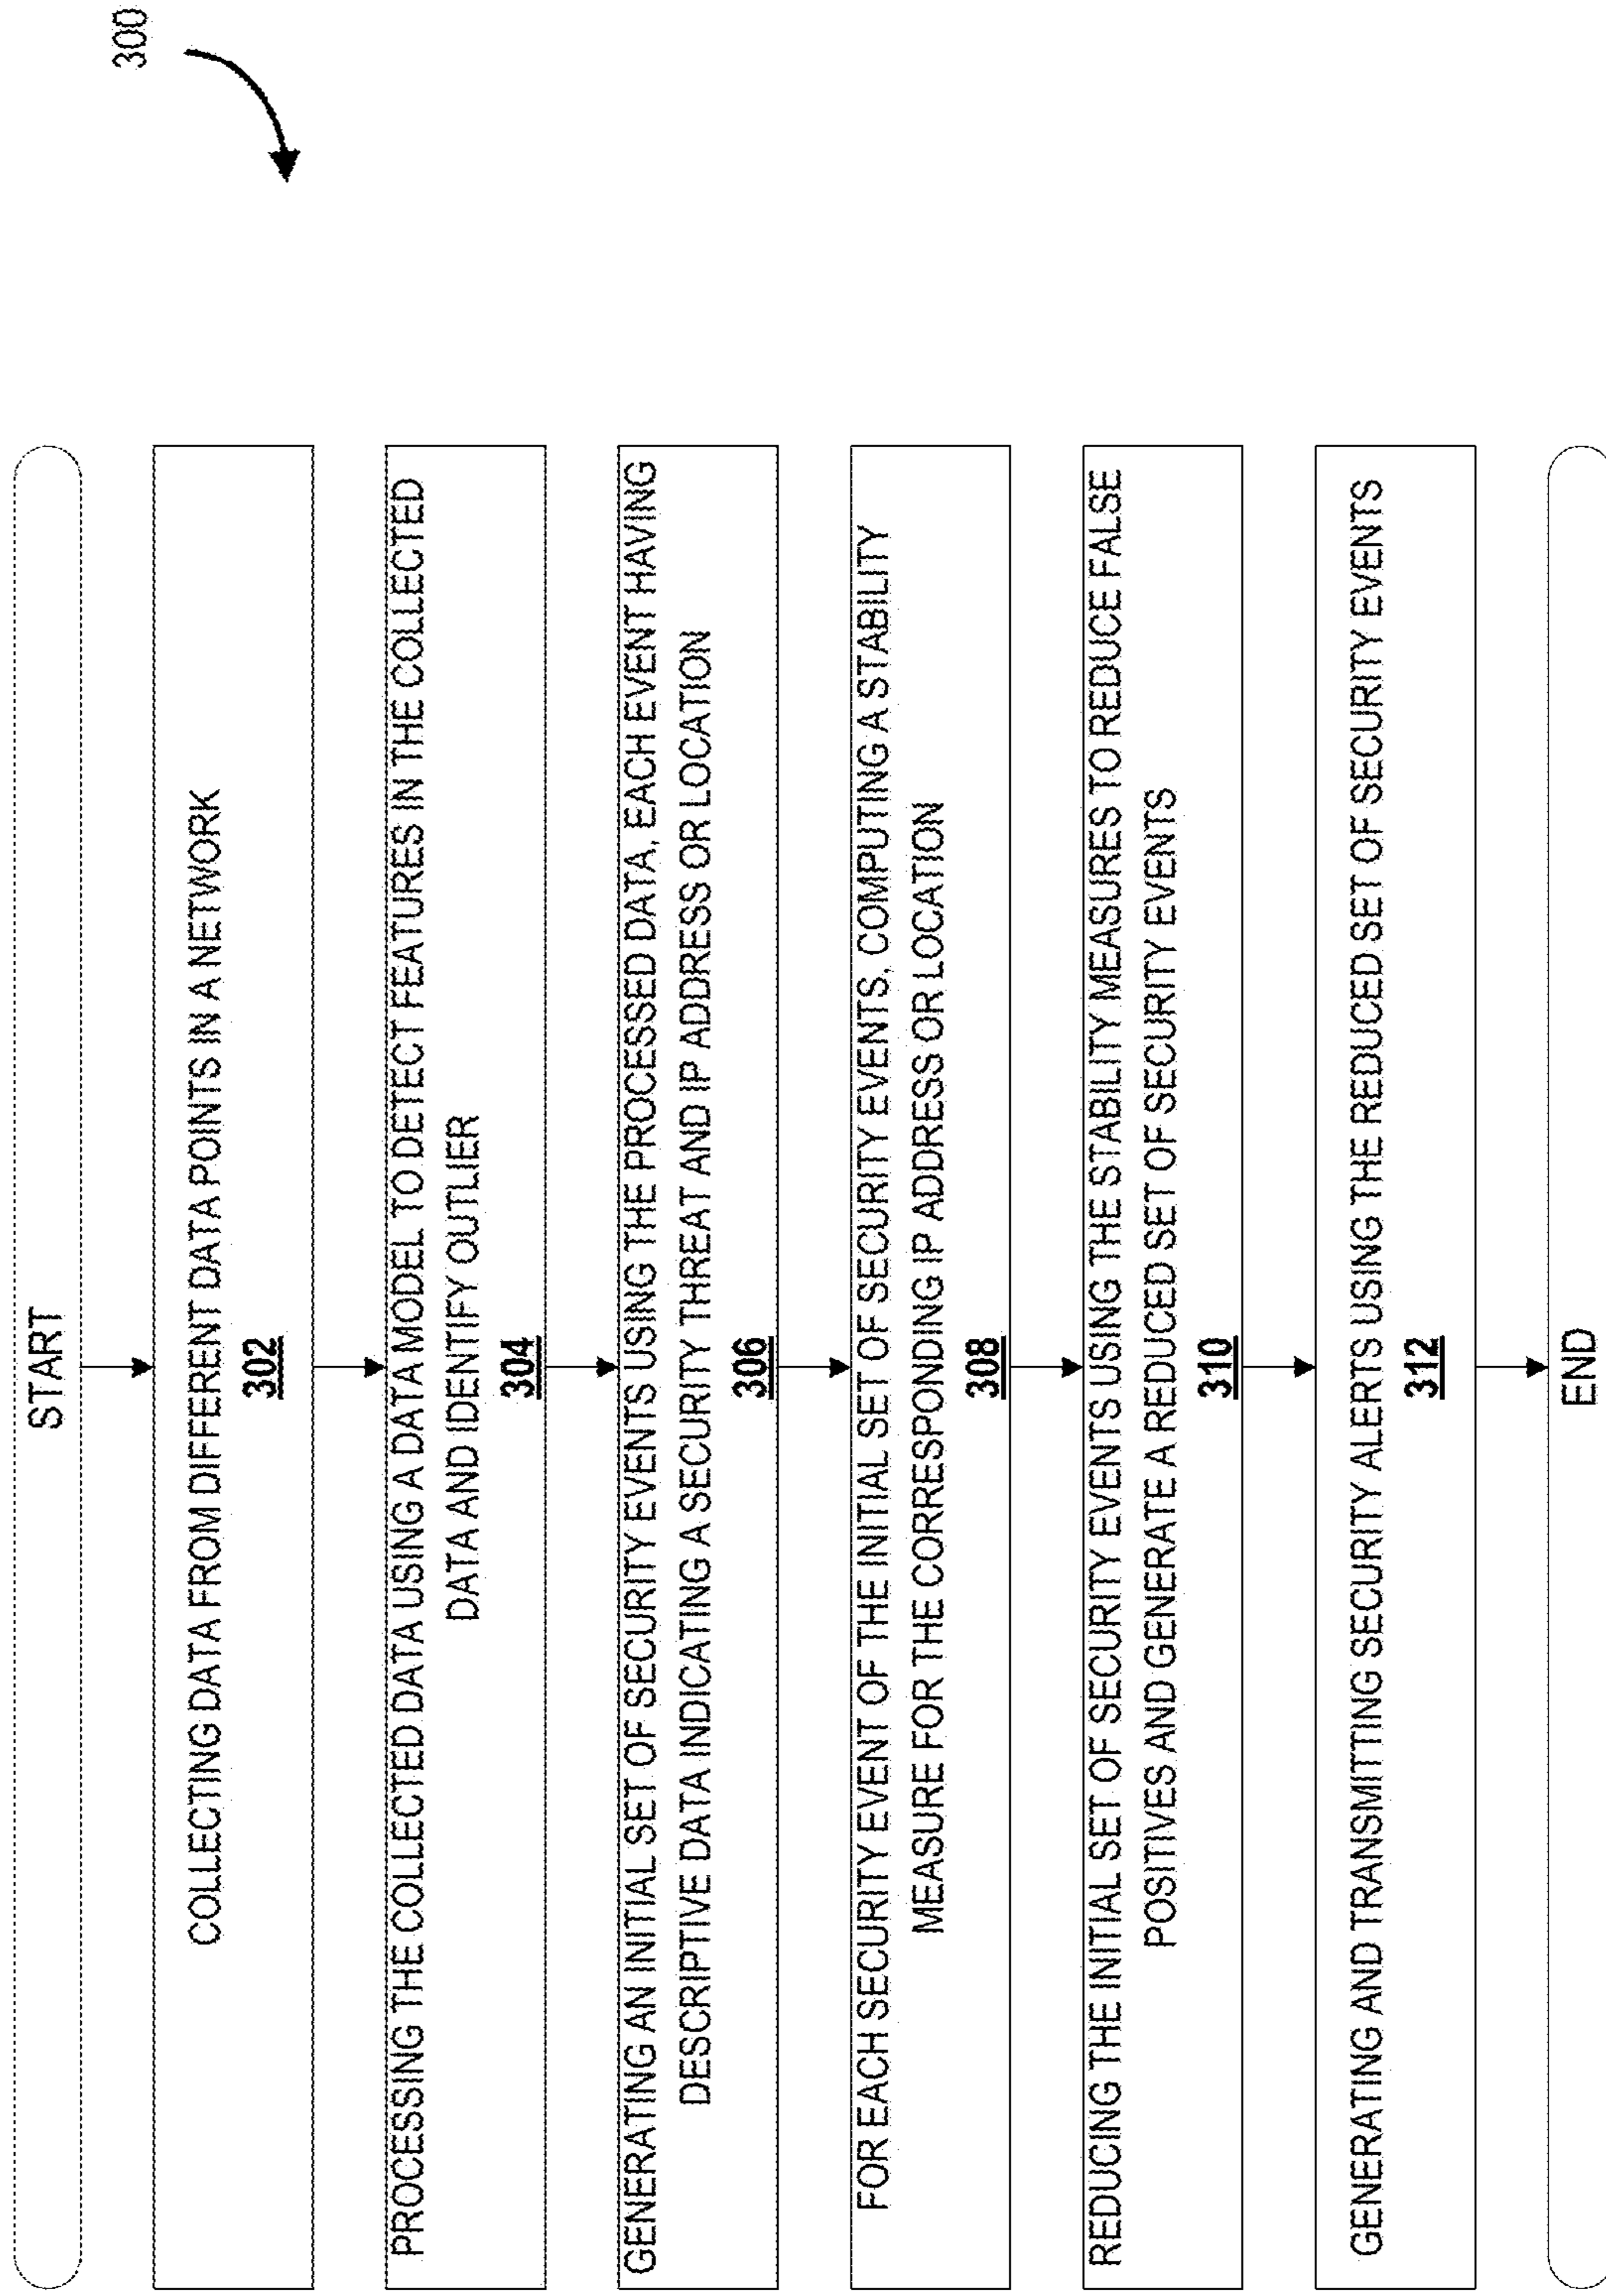 300
START
COLLECTING DATA FROM DIFFERENT DATA POINTS IN A NETWORK
302
PROCESSING THE COLLECTED DATA USING A DATA MODEL TO DETECT FEATURES IN THE COLLECTED
DATA AND IDENTIFY OUTLIER
304
GENERATING AN INITIAL SET OF SECURITY EVENTS USING THE PROCESSED DATA, EACH EVENT HAVING
DESCRIPTIVE DATA INDICATING A SECURITY THREAT AND IP ADDRESS OR LOCATION
306
FOR EACH SECURITY EVENT OF THE INITIAL SET OF SECURITY EVENTS, COMPUTING A STABILITY
MEASURE FOR THE CORRESPONDING IP ADDRESS OR LOCATION
308
REDUCING THE INITIAL SET OF SECURITY EVENTS USING THE STABILITY MEASURES TO REDUCE FALSE
POSITIVES AND GENERATE A REDUCED SET OF SECURITY EVENTS
310
GENERATING AND TRANSMITTING SECURITY ALERTS USING THE REDUCED SET OF SECURITY EVENTS
312
END